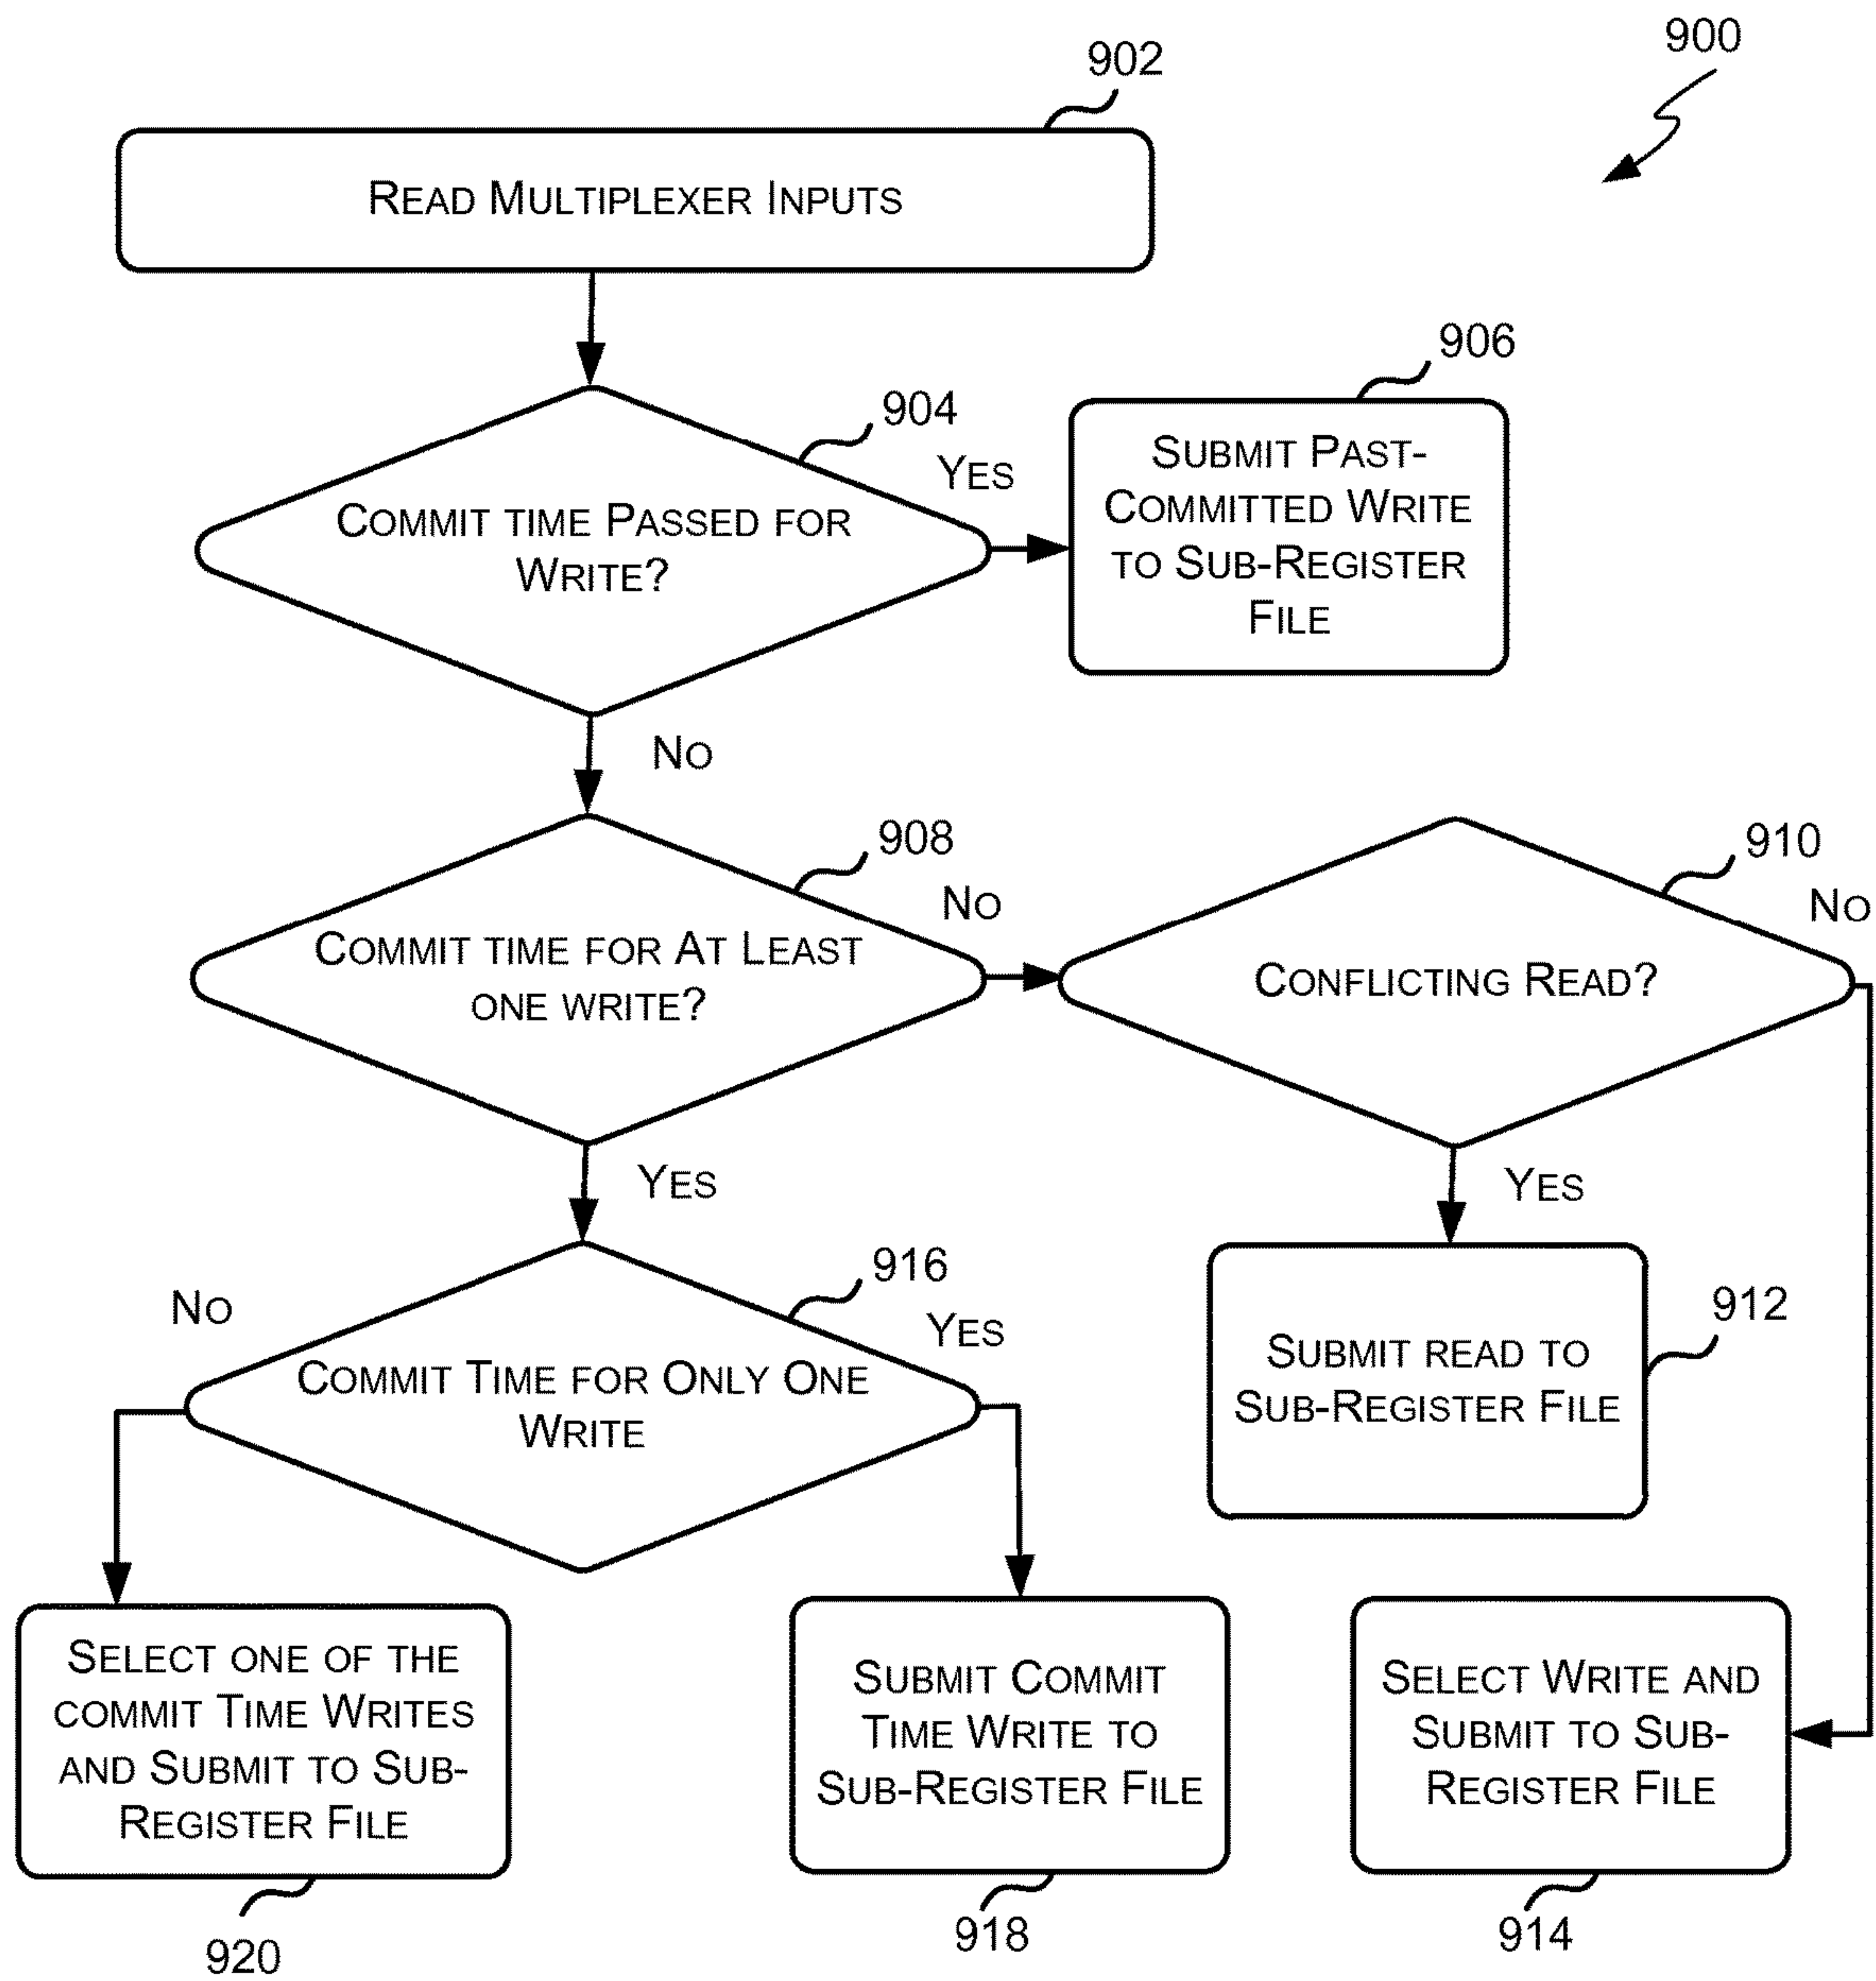 900
902
READ MULTIPLEXER INPUTS
904
COMMIT TIME PASSED FOR
WRITE?
YES
906
SUBMIT PAST-
COMMITTED WRITE
TO SUB-REGISTER
FILE
NO
908
COMMIT TIME FOR AT LEAST
ONE WRITE?
NO
910
CONFLICTING READ?
NO
YES
YES
912
SUBMIT READ TO
SUB-REGISTER FILE
916
COMMIT TIME FOR ONLY ONE
WRITE
NO
YES
SELECT ONE OF THE
COMMIT TIME WRITES
AND SUBMIT TO SUB-
REGISTER FILE
920
SUBMIT COMMIT
TIME WRITE TO
SUB-REGISTER FILE
918
SELECT WRITE AND
SUBMIT TO SUB-
REGISTER FILE
914